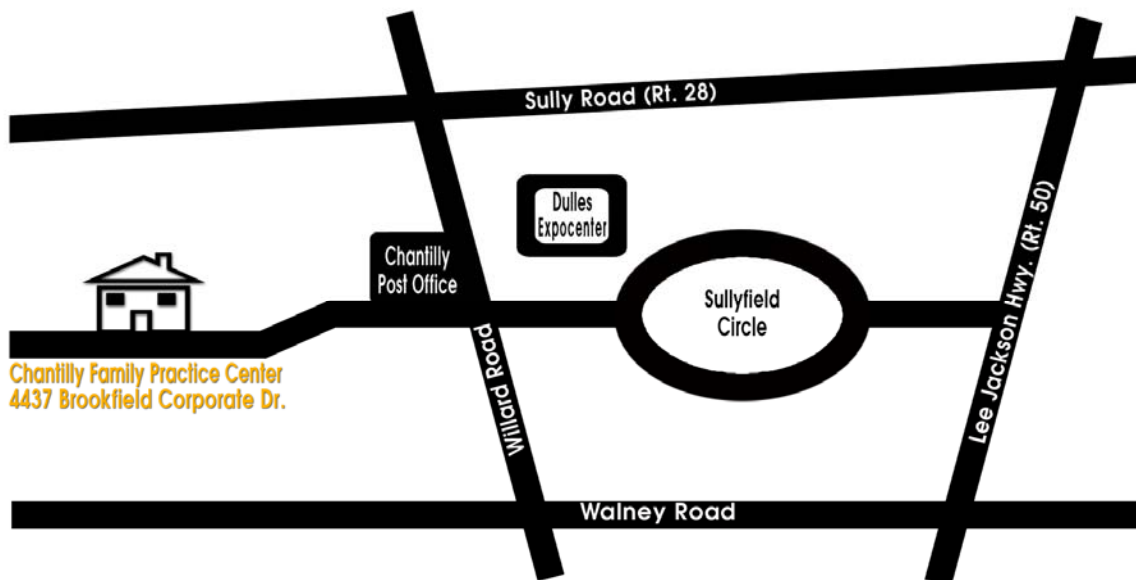 Sully Road (Rt. 28)
Dulles
Expocenter
Chantilly
Post Office
Sullyfield
Circle
Lee Jackson Hwy. (Rt. 50)
Willard Road
Chantilly Family Practice Center
4437 Brookfield Corporate Dr.
Walney Road